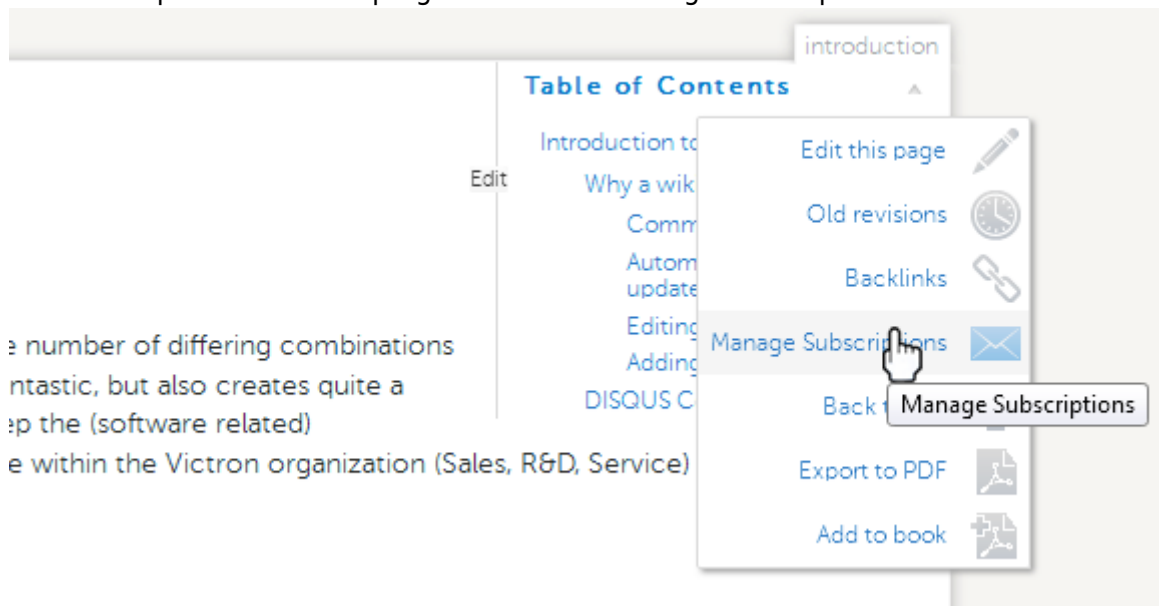 introduction
Table of Contents
Introduction to
Edit
Why a wik
Comm
Autom
update
Editing
Adding
DISQUS C
Edit this page
Old revisions
Backlinks
Manage Subscriptions
Back
Manage Subscriptions
Export to PDF
Add to book
number of differing combinations
ntastic, but also creates quite a
ep the (software related)
e within the Victron organization (Sales, R&D, Service)